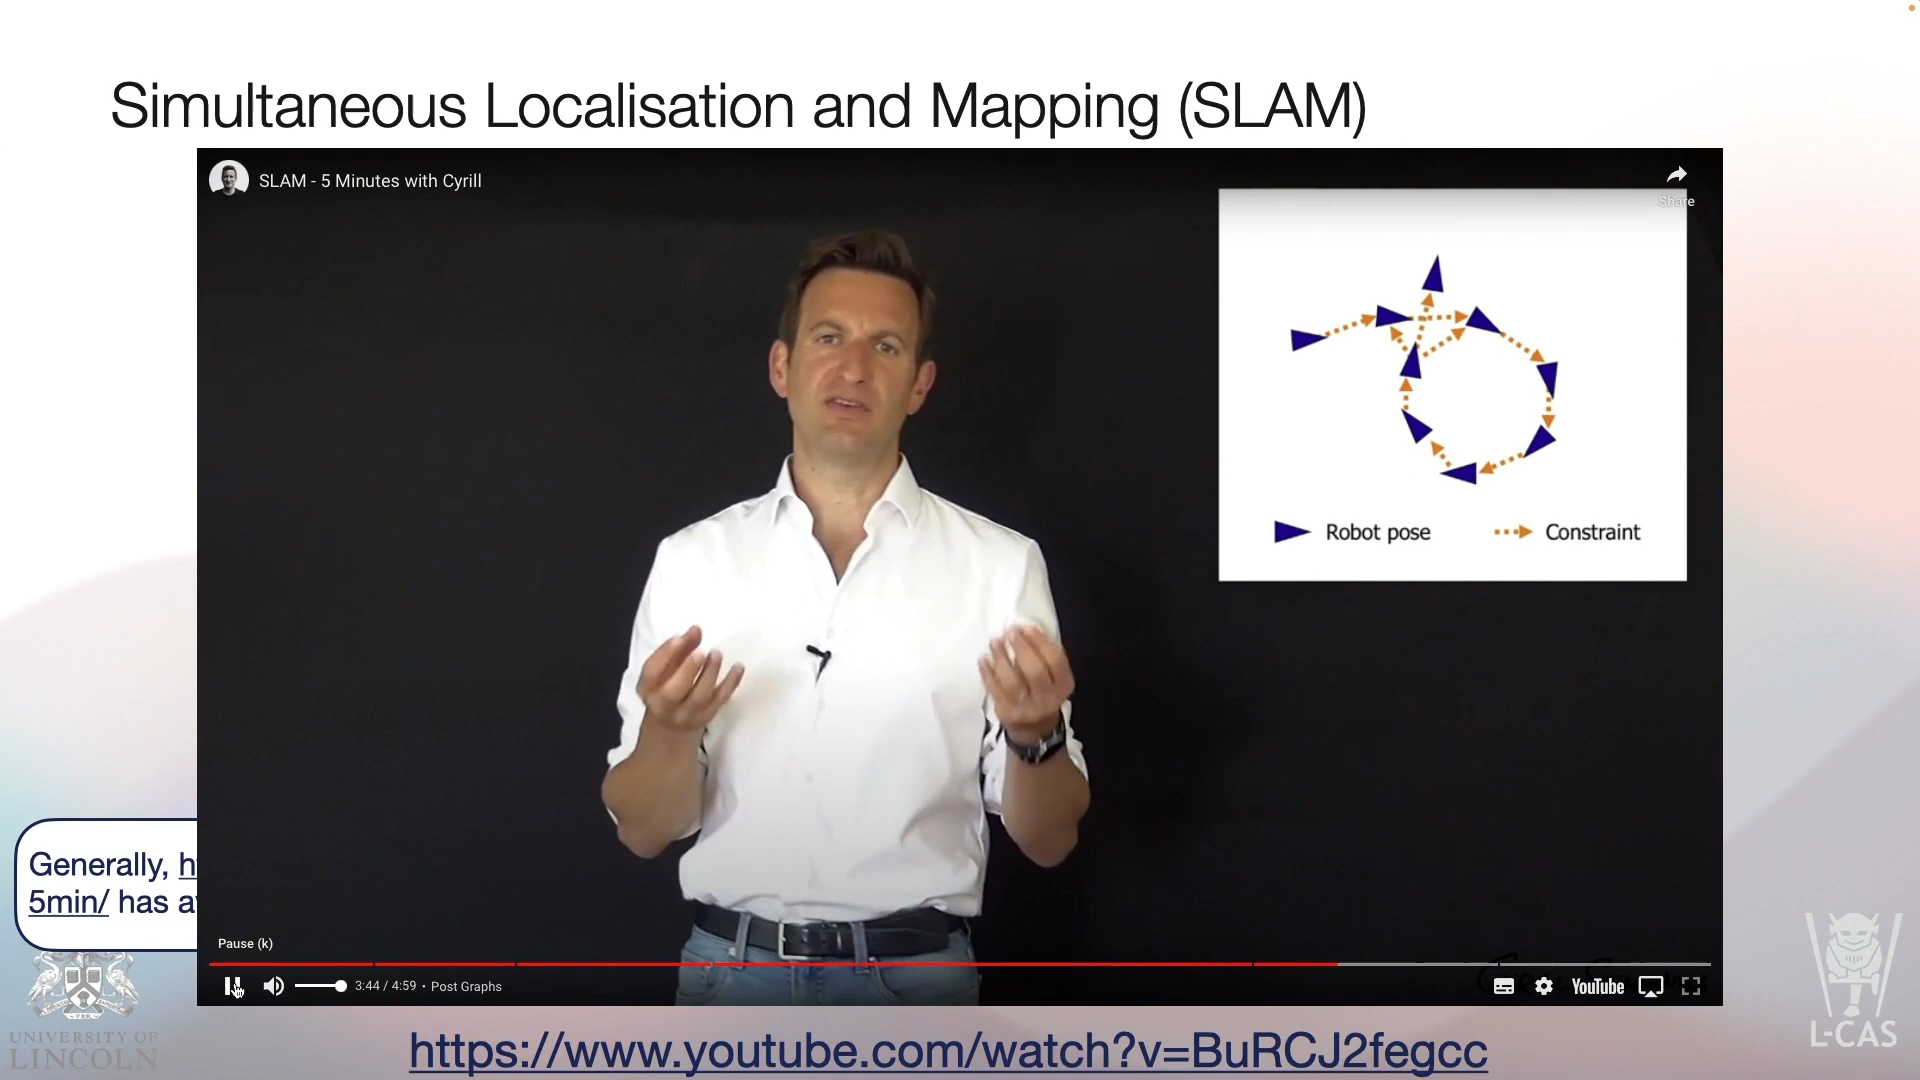 Simultaneous Localisation and Mapping (SLAM)
SLAM - 5 Minutes with Cyrill
Share
Robot pose
Constraint
Generally, h
5min/ has a
Pause (k)
3:44 / 4:59 • Post Graphs
YouTube
UNIVERSITY OF
LINCOLN
L-CAS
https://www.youtube.com/watch?v=BuRCJ2fegcc